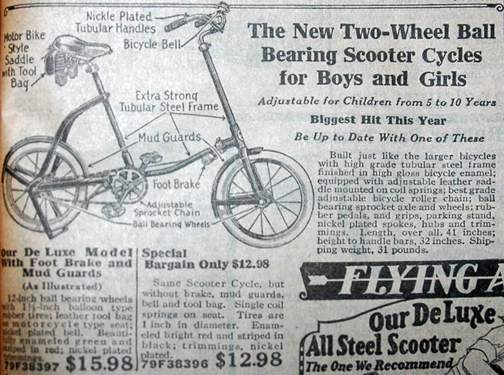 Nickle Plated
Tubular Handles
Bicycle Bell
Motor Bike
Style
Saddle
with Tool
Bag
Extra Strong
Tubular Steel Frame
Mud Guards
Foot Brake
Adjustable
Sprocket Chain
Ball Bearing Wheels
The New Two-Wheel Ball
Bearing Scooter Cycles
for Boys and Girls
Adjustable for Children from 5 to 10 Years
Biggest Hit This Year
Be Up to Date With One of These
Built just like the larger bicycles
with high grade tubular steel frame
finished in high gloss bicycle enamel;
equipped with adjustable leather sad-
dle mounted on coil springs; best grade
adjustable bicycle roller chain; ball
bearing sprocket axle and wheels; rub-
ber pedals, and grips, parking stand,
nickel plated spokes, hubs and trim-
mings. Length, over all, 41 inches;
height to handle bars, 32 inches. Ship-
ping weight, 31 pounds.
Our De Luxe Model
With Foot Brake and
Mud Guards
(As Illustrated)
12-inch ball bearing wheels
with 1½-inch balloon type
rubber tires; leather tool bag
on motorcycle type seat;
nickel plated bell. Beauti-
fully enameled green and
striped in red; nickel plated
trimmings.
79F38397 $15.98
Special
Bargain Only $12.98
Same Scooter Cycle, but
without brake, mud guards,
bell and tool bag. Single coil
springs on seat. Tires are
1 inch in diameter. Enam-
eled bright red and striped in
black; trimmings, nickel
plated.
79F38396 $12.98
FLYING
Our DeLuxe
All Steel Scooter
The One We Recommend